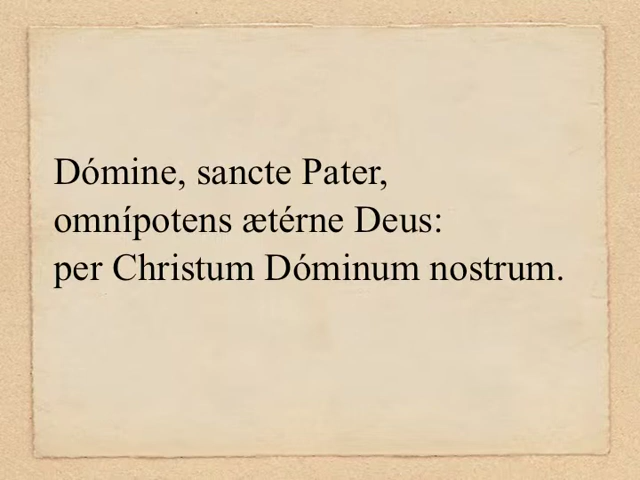 Dómine, sancte Pater,
omnípotens ætérne Deus:
per Christum Dóminum nostrum.